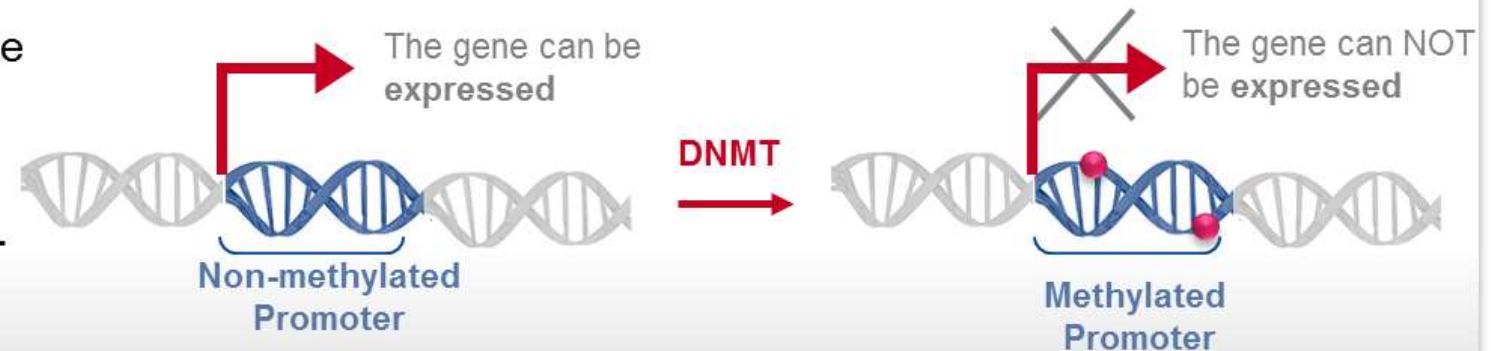 e
The gene can be
expressed
The gene can NOT
be expressed
DNMT
-
Non-methylated
Promoter
Methylated
Promoter